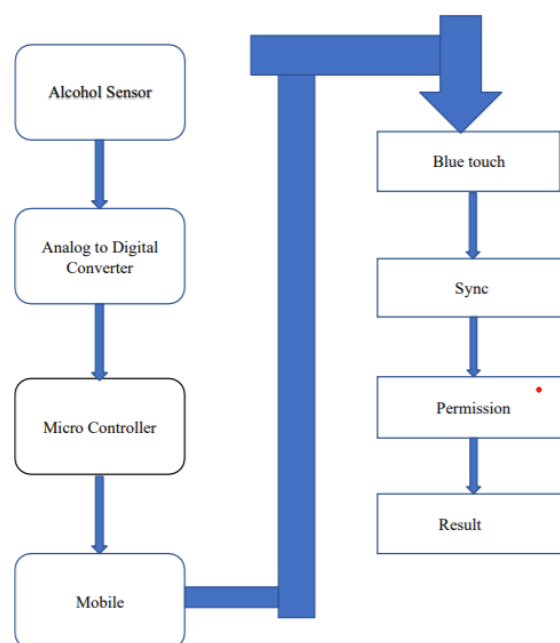 Alcohol Sensor
Analog to Digital
Converter
Micro Controller
Mobile
Blue touch
Sync
Permission
Result